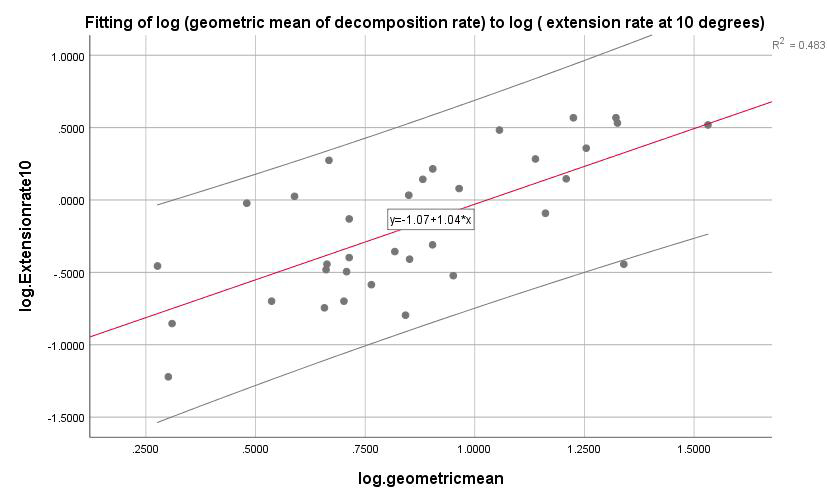 Fitting of log (geometric mean of decomposition rate) to log ( extension rate at 10 degrees)
R2 = 0.483
1.0000
.5000
.0000
-.5000
-1.0000
-1.5000
log.Extensionrate10
y=-1.07+1.04*x
.2500 .5000 .7500 1.0000 1.2500 1.5000
log.geometricmean